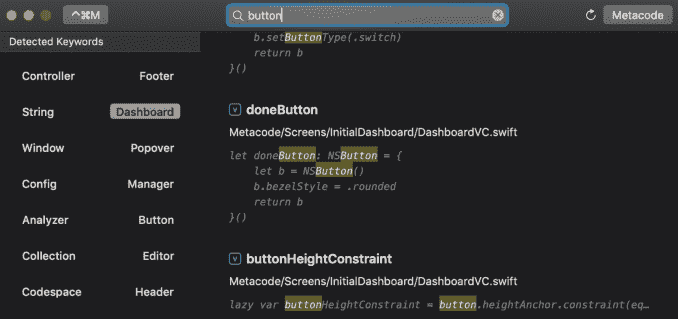 ^⌘M
button
Metacode
Detected Keywords
Controller Footer
String Dashboard
Window Popover
Config Manager
Analyzer Button
Collection Editor
Codespace Header
b.setButtonType(.switch)
return b
}()
v doneButton
Metacode/Screens/InitialDashboard/DashboardVC.swift
let doneButton: NSButton = {
let b = NSButton()
b.bezelStyle = .rounded
return b
}()
v buttonHeightConstraint
Metacode/Screens/InitialDashboard/DashboardVC.swift
lazy var buttonHeightConstraint = button.heightAnchor.constraint(eq…